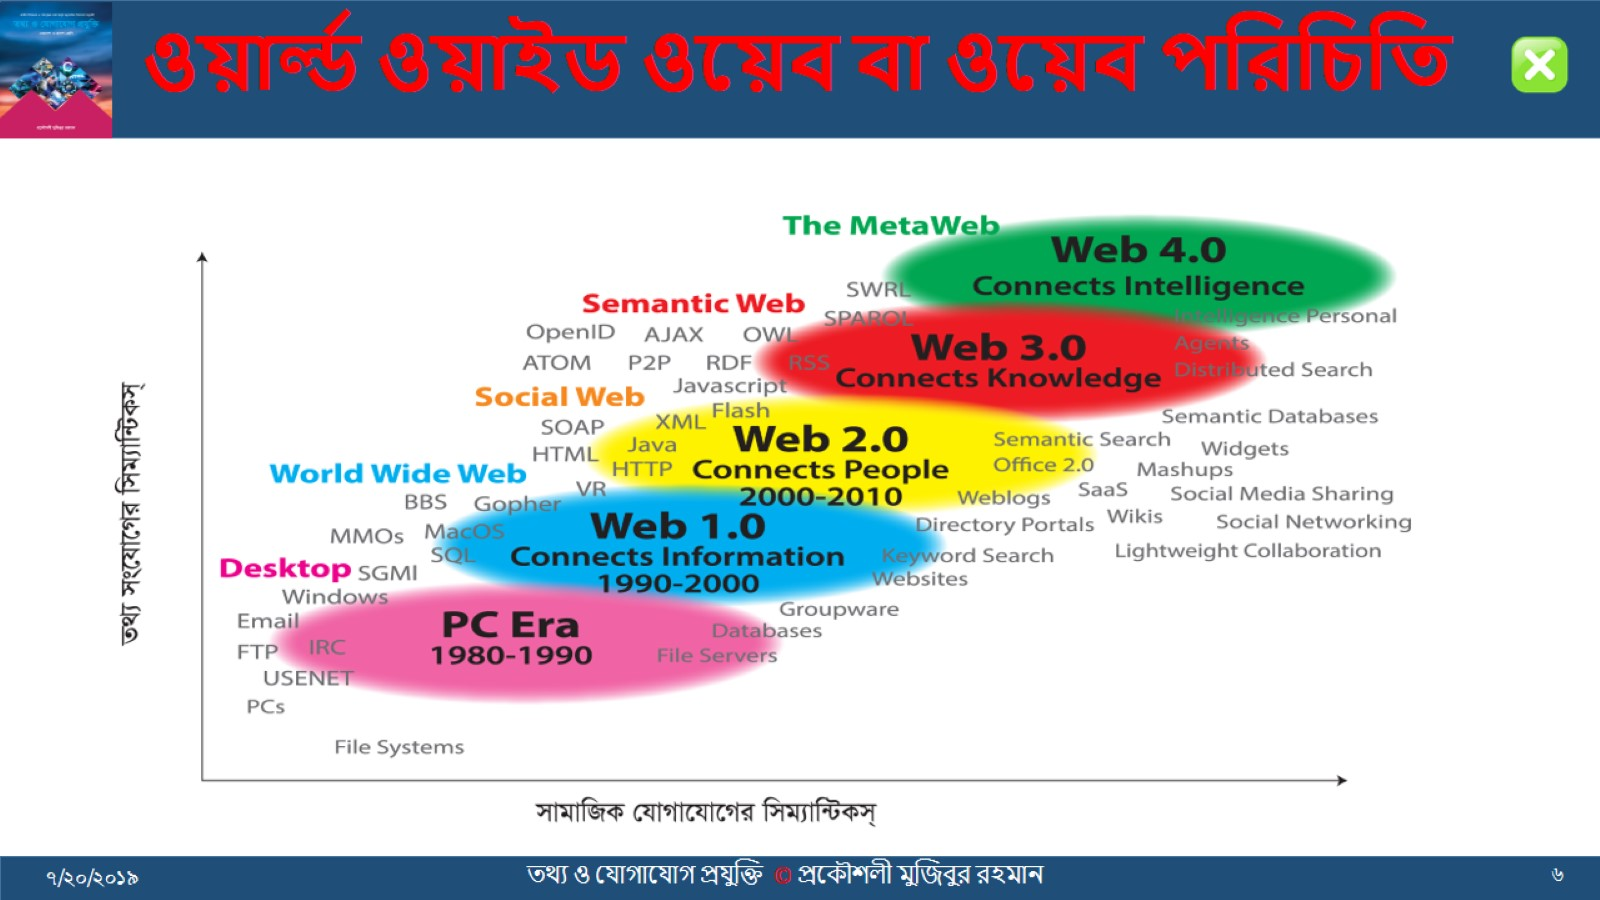 ওয়ার্ল্ড ওয়াইড ওয়েব বা ওয়েব পরিচিতি
তথ্য ও যোগাযোগ প্রযুক্তি
The MetaWeb
Web 4.0
Connects Intelligence
SWRL
Semantic Web
SPARQL
Intelligence Personal
Agents
OpenID AJAX OWL
Web 3.0
ATOM P2P RDF RSS
Connects Knowledge
Distributed Search
Javascript
Social Web
Flash
Semantic Databases
SOAP XML
Web 2.0
Semantic Search
Widgets
HTML Java
HTTP
Connects People
Office 2.0
Mashups
World Wide Web
VR
2000-2010
Weblogs
SaaS
Social Media Sharing
BBS Gopher
Web 1.0
Directory Portals
Wikis
Social Networking
MMOs MacOS
Connects Information
Keyword Search
Lightweight Collaboration
SQL
1990-2000
Websites
Desktop
SGMl
Windows
Groupware
Email
PC Era
Databases
FTP IRC
1980-1990
File Servers
USENET
PCs
File Systems
তথ্য সংযোগের সিম্যান্টিকস্
সামাজিক যোগাযোগের সিম্যান্টিকস্
৭/২০/২০১৯
তথ্য ও যোগাযোগ প্রযুক্তি © প্রকৌশলী মুজিবুর রহমান
৬